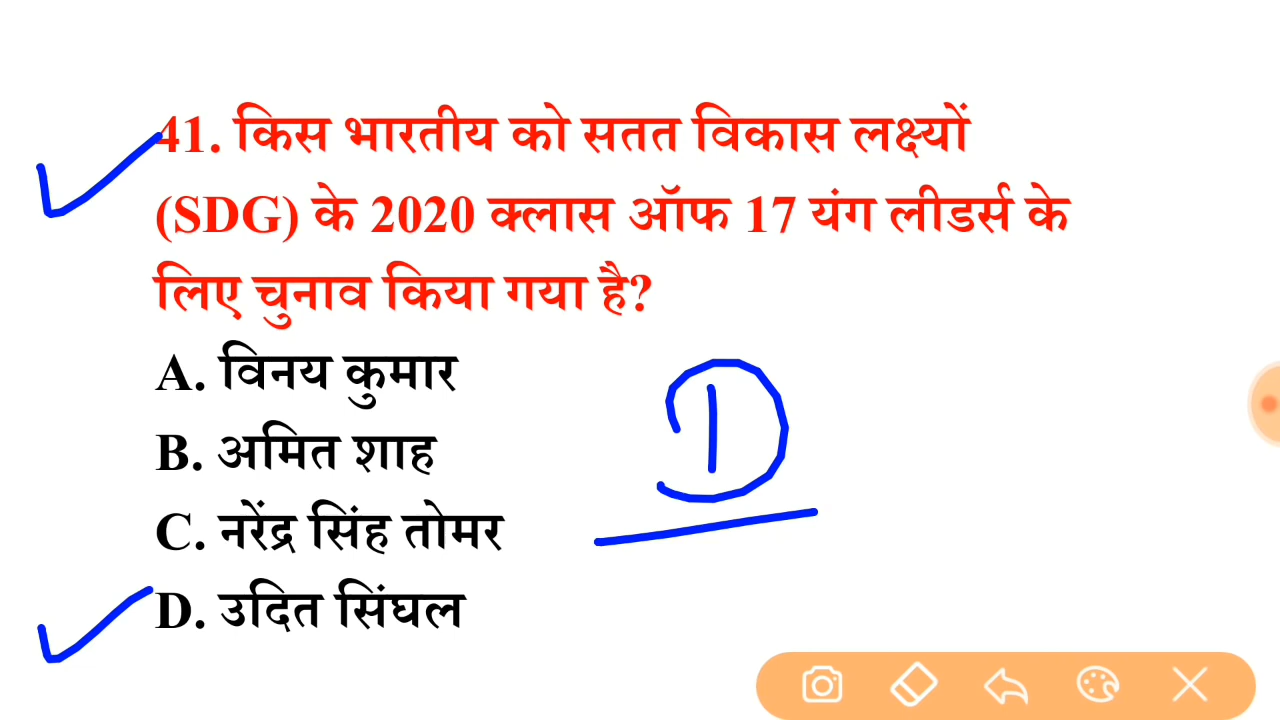 41. किस भारतीय को सतत विकास लक्ष्यों
(SDG) के 2020 क्लास ऑफ 17 यंग लीडर्स के
लिए चुनाव किया गया है?
A. विनय कुमार
B. अमित शाह
D
C. नरेंद्र सिंह तोमर
D. उदित सिंघल